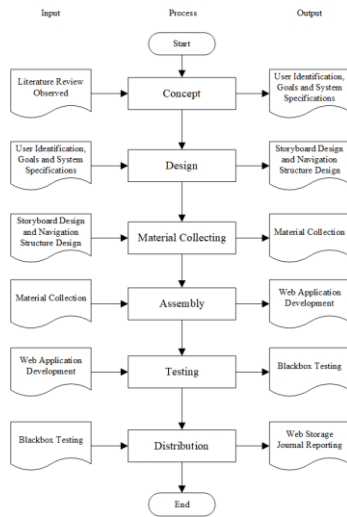 Input
Process
Output
Start
Literature Review
Observed
Concept
User Identification,
Goals and System
Specifications
User Identification,
Goals and System
Specifications
Design
Storyboard Design
and Navigation
Structure Design
Storyboard Design
and Navigation
Structure Design
Material Collecting
Material Collection
Material Collection
Assembly
Web Application
Development
Web Application
Development
Testing
Blackbox Testing
Blackbox Testing
Distribution
Web Storage
Journal Reporting
End